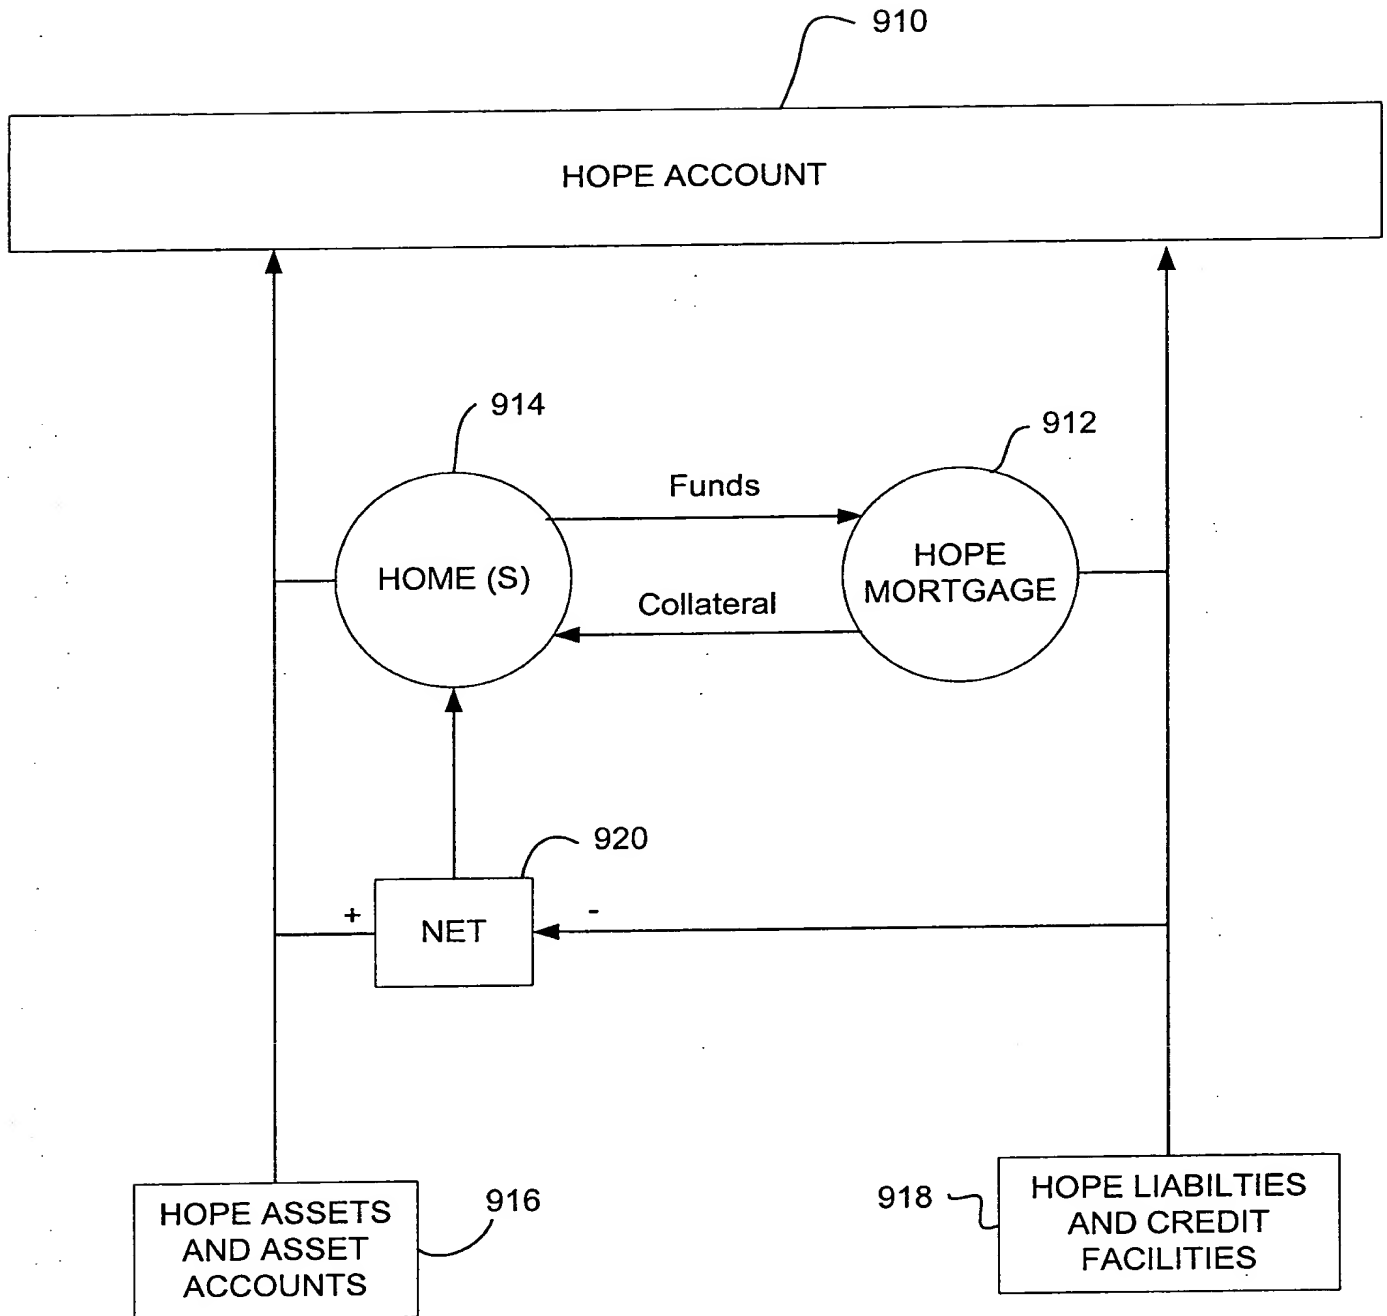 910
HOPE ACCOUNT
914
912
Funds
HOME (S)
HOPE
MORTGAGE
Collateral
920
+
-
NET
916
HOPE ASSETS
AND ASSET
ACCOUNTS
918
HOPE LIABILTIES
AND CREDIT
FACILITIES